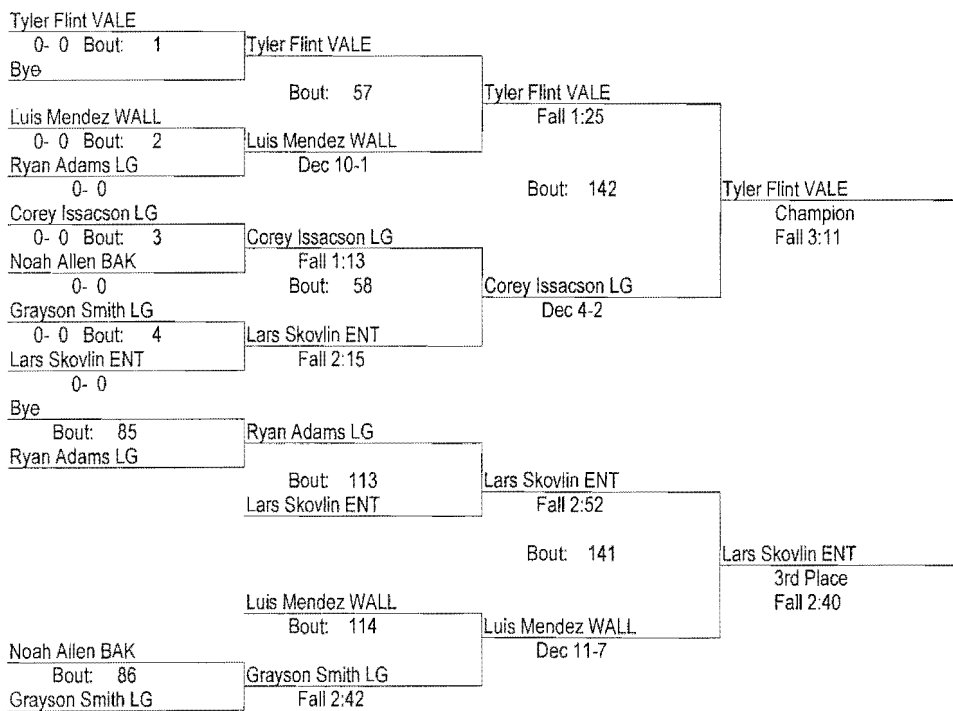 Tyler Flint VALE
0- 0 Bout: 1
Bye
Tyler Flint VALE
Bout: 57
Luis Mendez WALL
0- 0 Bout: 2
Ryan Adams LG
0- 0
Luis Mendez WALL
Dec 10-1
Tyler Flint VALE
Fall 1:25
Bout: 142
Corey Issacson LG
0- 0 Bout: 3
Noah Allen BAK
0- 0
Corey Issacson LG
Fall 1:13
Bout: 58
Grayson Smith LG
0- 0 Bout: 4
Lars Skovlin ENT
0- 0
Lars Skovlin ENT
Fall 2:15
Corey Issacson LG
Dec 4-2
Tyler Flint VALE
Champion
Fall 3:11
Bye
Bout: 85
Ryan Adams LG
Ryan Adams LG
Bout: 113
Lars Skovlin ENT
Lars Skovlin ENT
Fall 2:52
Bout: 141
Luis Mendez WALL
Bout: 114
Noah Allen BAK
Bout: 86
Grayson Smith LG
Grayson Smith LG
Fall 2:42
Luis Mendez WALL
Dec 11-7
Lars Skovlin ENT
3rd Place
Fall 2:40